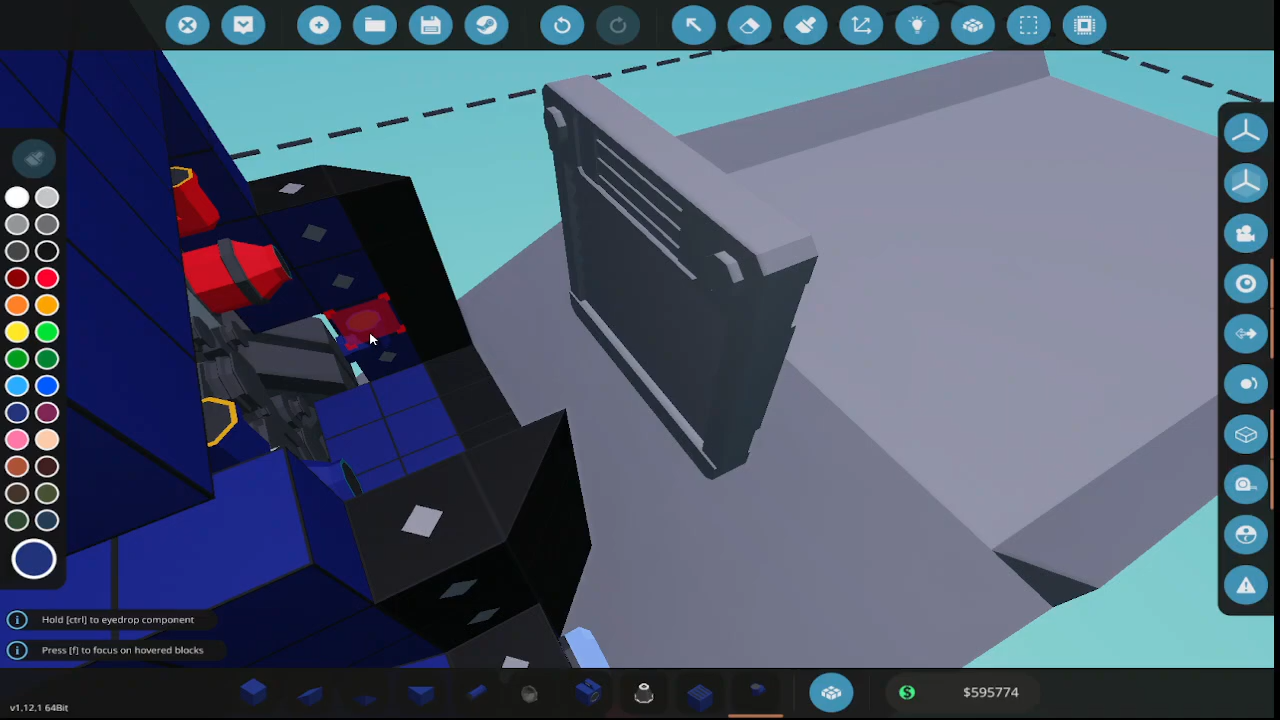 Hold [ctrl] to eyedrop component
Press [f] to focus on hovered blocks
v1.12.1 64Bit
$595774